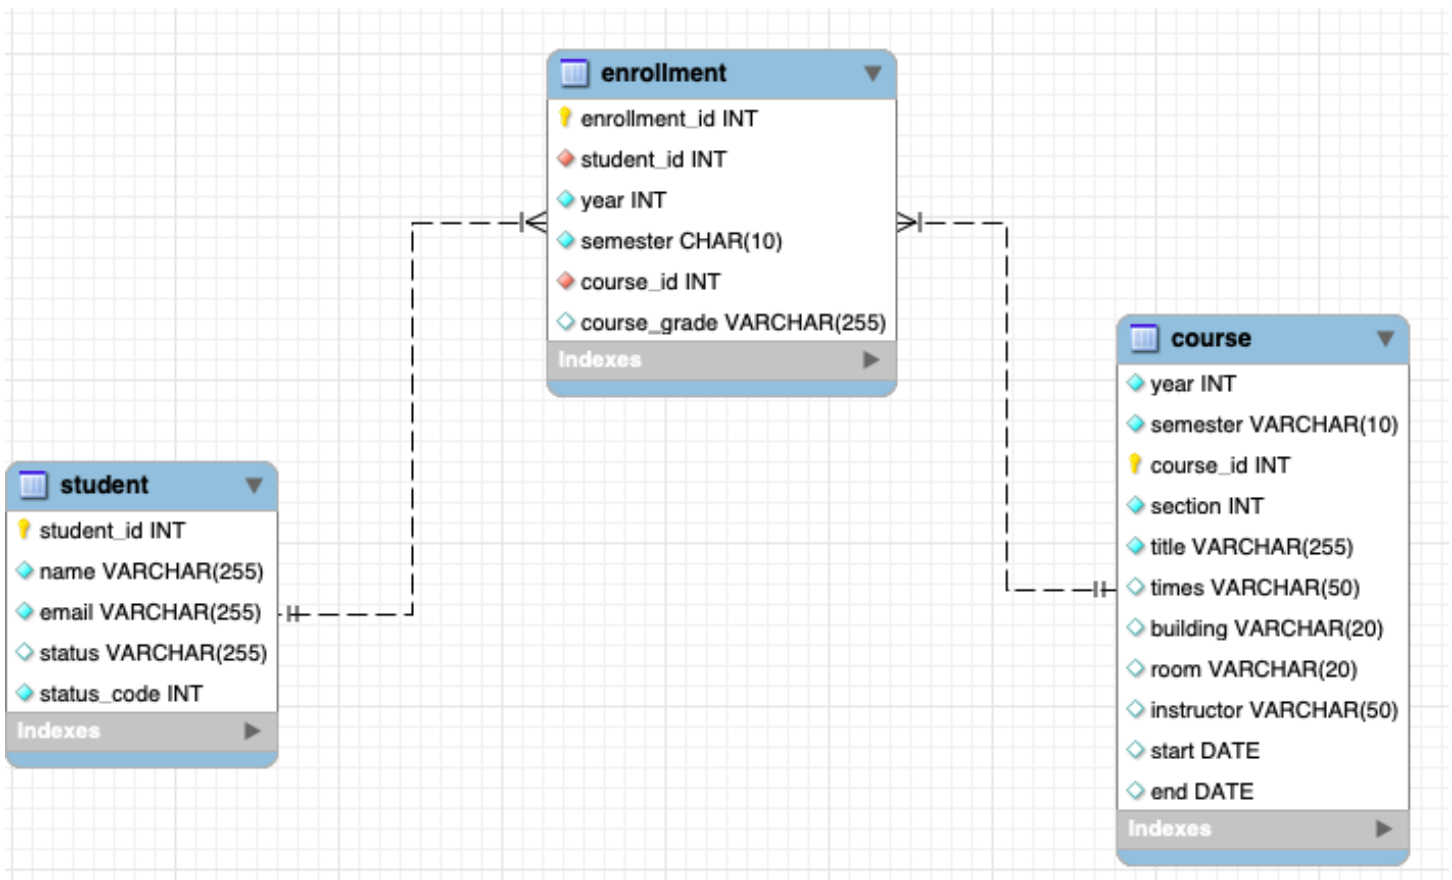 enrollment
enrollment_id INT
student_id INT
year INT
semester CHAR(10)
course_id INT
course_grade VARCHAR(255)
Indexes
student
student_id INT
name VARCHAR(255)
email VARCHAR(255)
status VARCHAR(255)
status_code INT
Indexes
course
year INT
semester VARCHAR(10)
course_id INT
section INT
title VARCHAR(255)
times VARCHAR(50)
building VARCHAR(20)
room VARCHAR(20)
instructor VARCHAR(50)
start DATE
end DATE
Indexes